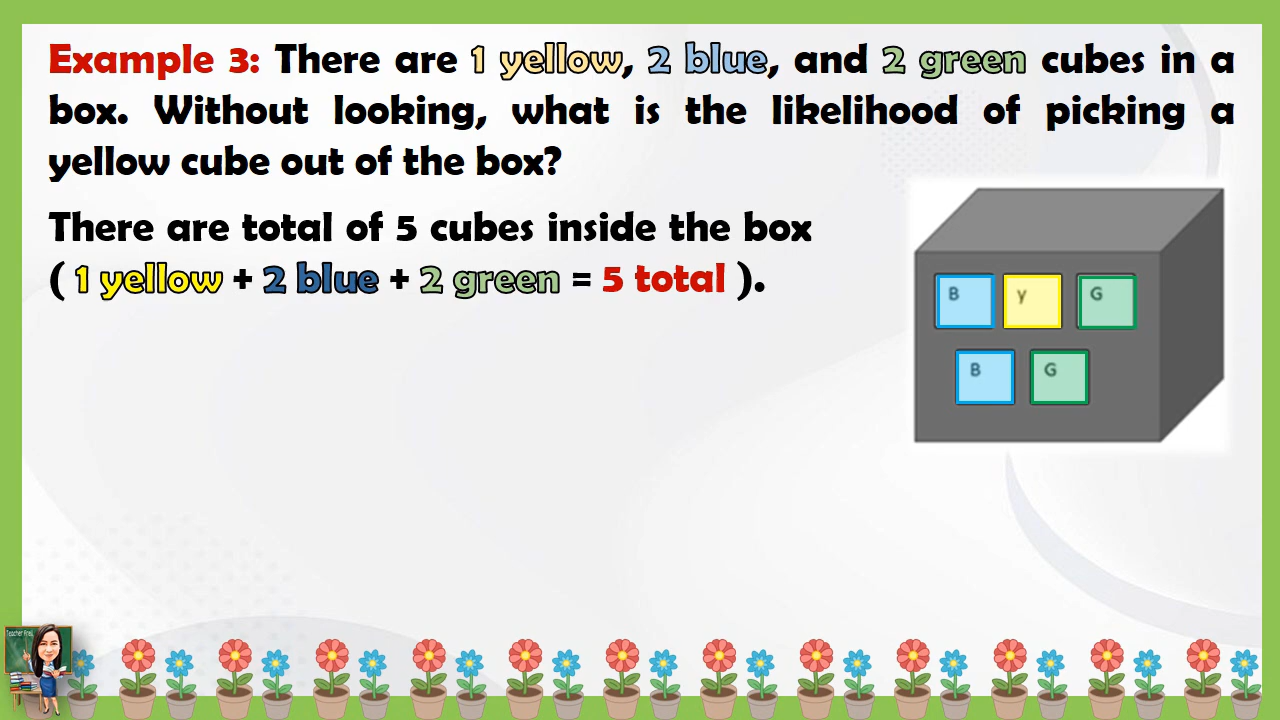 Example 3: There are 1 yellow, 2 blue, and 2 green cubes in a
box. Without looking, what is the likelihood of picking a
yellow cube out of the box?
There are total of 5 cubes inside the box
( 1 yellow + 2 blue + 2 green = 5 total ).
B y G
B G